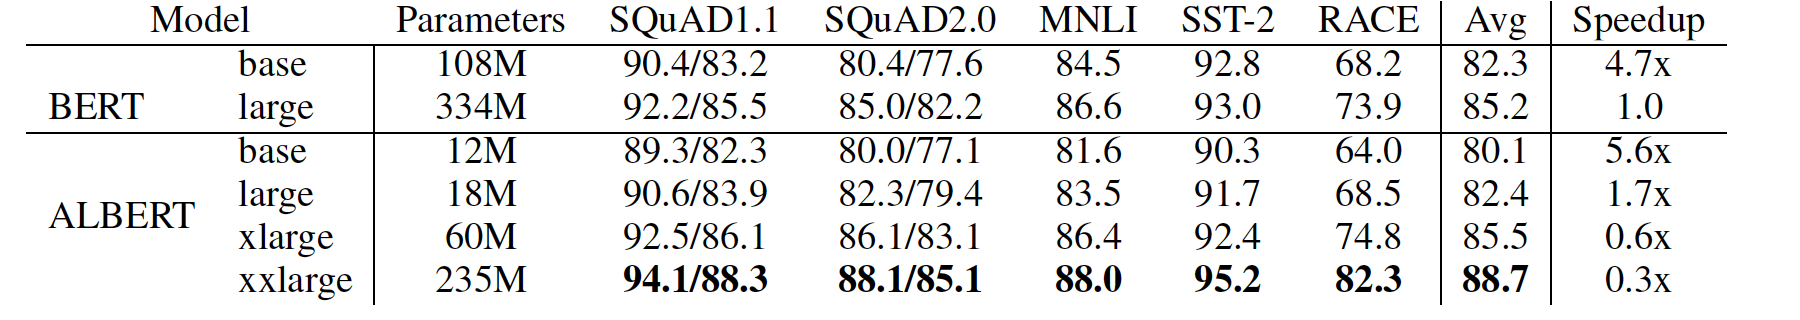 Model Parameters SQuAD1.1 SQuAD2.0 MNLI SST-2 RACE Avg Speedup
base 108M 90.4/83.2 80.4/77.6 84.5 92.8 68.2 82.3 4.7x
BERT large 334M 92.2/85.5 85.0/82.2 86.6 93.0 73.9 85.2 1.0
base 12M 89.3/82.3 80.0/77.1 81.6 90.3 64.0 80.1 5.6x
large 18M 90.6/83.9 82.3/79.4 83.5 91.7 68.5 82.4 1.7x
ALBERT
xlarge 60M 92.5/86.1 86.1/83.1 86.4 92.4 74.8 85.5 0.6x
xxlarge 235M 94.1/88.3 88.1/85.1 88.0 95.2 82.3 88.7 0.3x